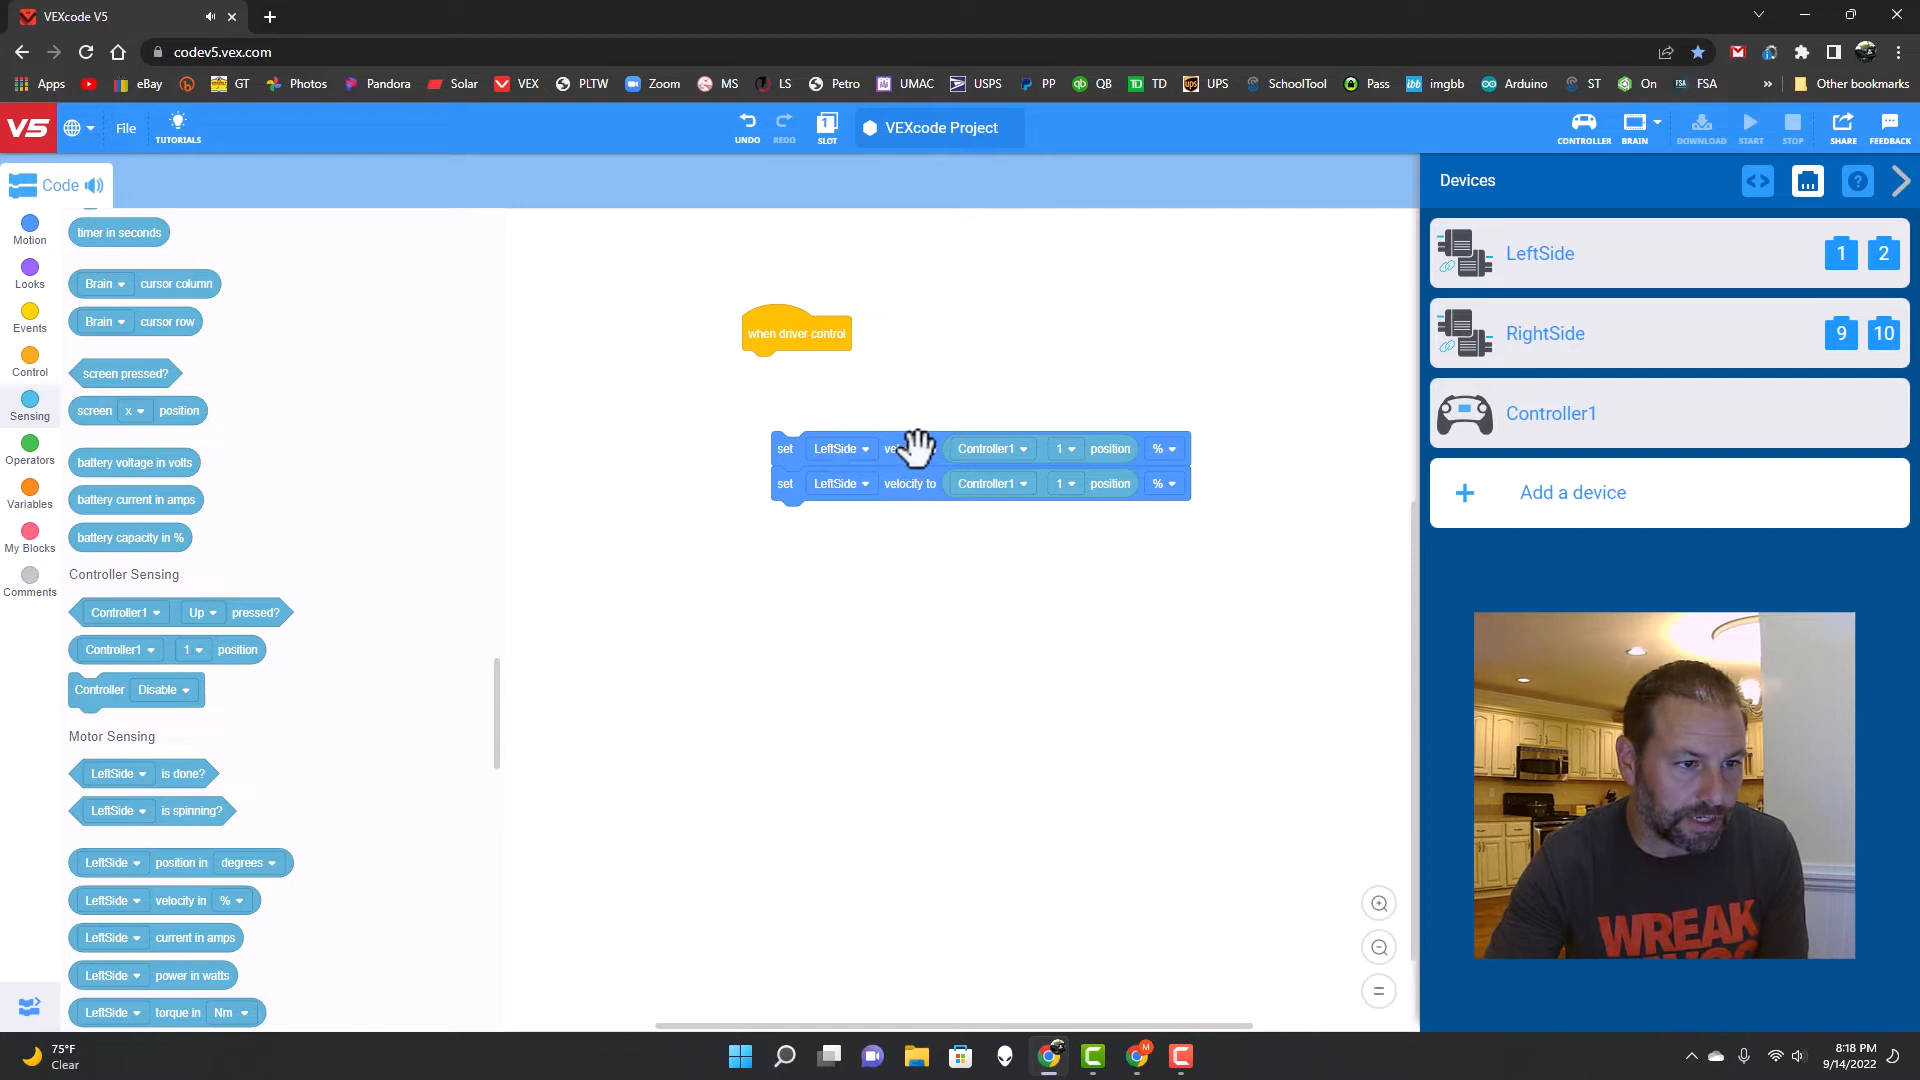 VEXcode V5
codev5.vex.com
Apps eBay GT Photos Pandora Solar VEX PLTW Zoom MS LS Petro UMAC USPS PP QB TD UPS SchoolTool Pass imgbb Arduino ST On FSA » Other bookmarks
V5 File TUTORIALS UNDO REDO 1 SLOT VEXcode Project CONTROLLER BRAIN DOWNLOAD START STOP SHARE FEEDBACK
Code
Devices
Motion
Looks
Events
Control
Sensing
Operators
Variables
My Blocks
Comments
timer in seconds
Brain cursor column
Brain cursor row
screen pressed?
screen x position
battery voltage in volts
battery current in amps
battery capacity in %
Controller Sensing
Controller1 Up pressed?
Controller1 1 position
Controller Disable
Motor Sensing
LeftSide is done?
LeftSide is spinning?
LeftSide position in degrees
LeftSide velocity in %
LeftSide current in amps
LeftSide power in watts
LeftSide torque in Nm
when driver control
set LeftSide Controller1 1 position %
set LeftSide velocity to Controller1 1 position %
LeftSide 1 2
RightSide 9 10
Controller1
+ Add a device
WREAK
75°F
Clear
8:18 PM
9/14/2022